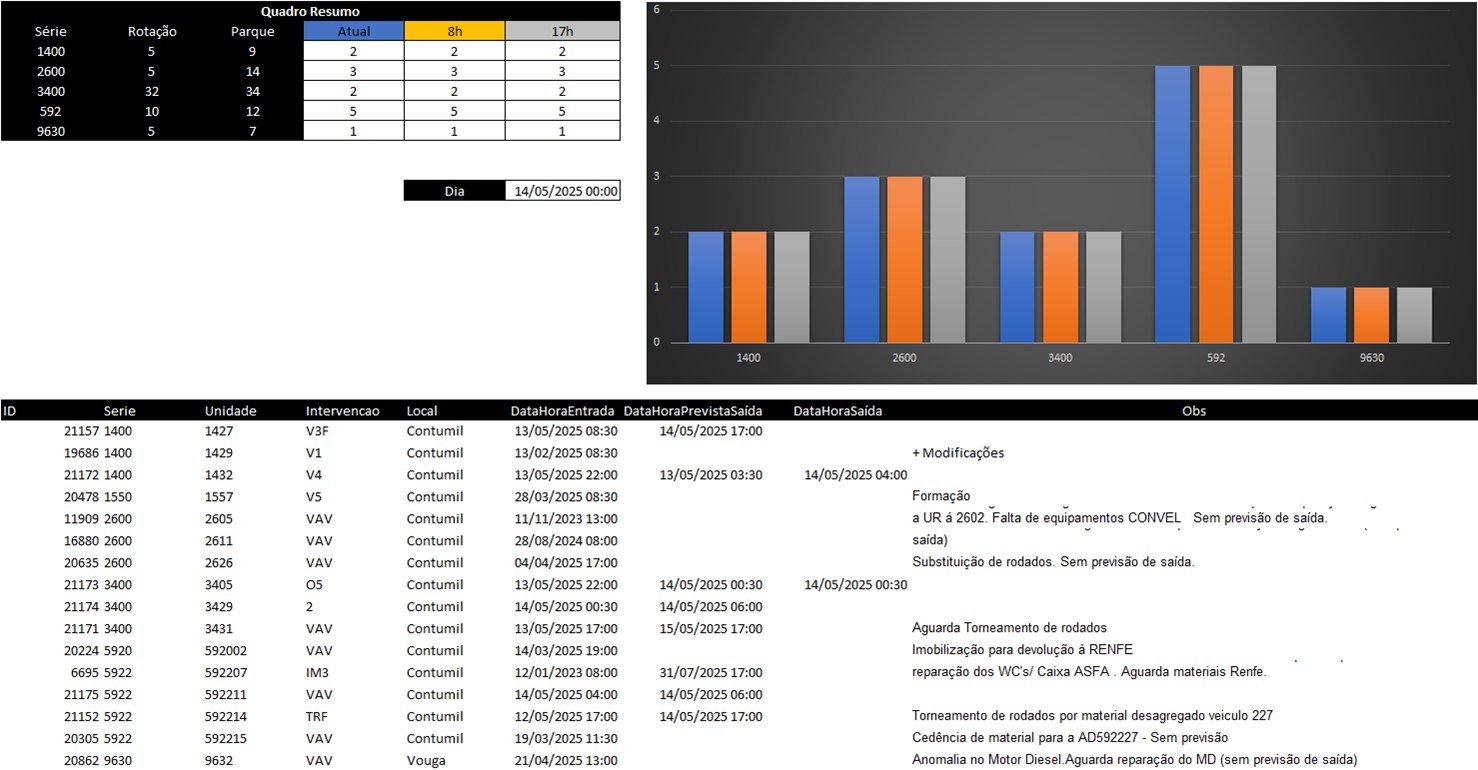 Quadro Resumo
Série Rotação Parque Atual 8h 17h
1400 5 9 2 2 2
2600 5 14 3 3 3
3400 32 34 2 2 2
592 10 12 5 5 5
9630 5 7 1 1 1
Dia 14/05/2025 00:00
6
5
4
3
2
1
0
1400 2600 3400 592 9630
ID Serie Unidade Intervencao Local DataHoraEntrada DataHoraPrevistaSaída DataHoraSaída Obs
21157 1400 1427 V3F Contumil 13/05/2025 08:30 14/05/2025 17:00
19686 1400 1429 V1 Contumil 13/02/2025 08:30 + Modificações
21172 1400 1432 V4 Contumil 13/05/2025 22:00 13/05/2025 03:30 14/05/2025 04:00
20478 1550 1557 V5 Contumil 28/03/2025 08:30 Formação
11909 2600 2605 VAV Contumil 11/11/2023 13:00 a UR á 2602. Falta de equipamentos CONVEL Sem previsão de saída.
16880 2600 2611 VAV Contumil 28/08/2024 08:00 saída)
20635 2600 2626 VAV Contumil 04/04/2025 17:00 Substituição de rodados. Sem previsão de saída.
21173 3400 3405 O5 Contumil 13/05/2025 22:00 14/05/2025 00:30 14/05/2025 00:30
21174 3400 3429 2 Contumil 14/05/2025 00:30 14/05/2025 06:00
21171 3400 3431 VAV Contumil 13/05/2025 17:00 15/05/2025 17:00 Aguarda Torneamento de rodados
20224 5920 592002 VAV Contumil 14/03/2025 19:00 Imobilização para devolução à RENFE
6695 5922 592207 IM3 Contumil 12/01/2023 08:00 31/07/2025 17:00 reparação dos WC's/ Caixa ASFA . Aguarda materiais Renfe.
21175 5922 592211 VAV Contumil 14/05/2025 04:00 14/05/2025 06:00
21152 5922 592214 TRF Contumil 12/05/2025 17:00 14/05/2025 17:00 Torneamento de rodados por material desagregado veiculo 227
20305 5922 592215 VAV Contumil 19/03/2025 11:30 Cedência de material para a AD592227 - Sem previsão
20862 9630 9632 VAV Vouga 21/04/2025 13:00 Anomalia no Motor Diesel.Aguarda reparação do MD (sem previsão de saída)